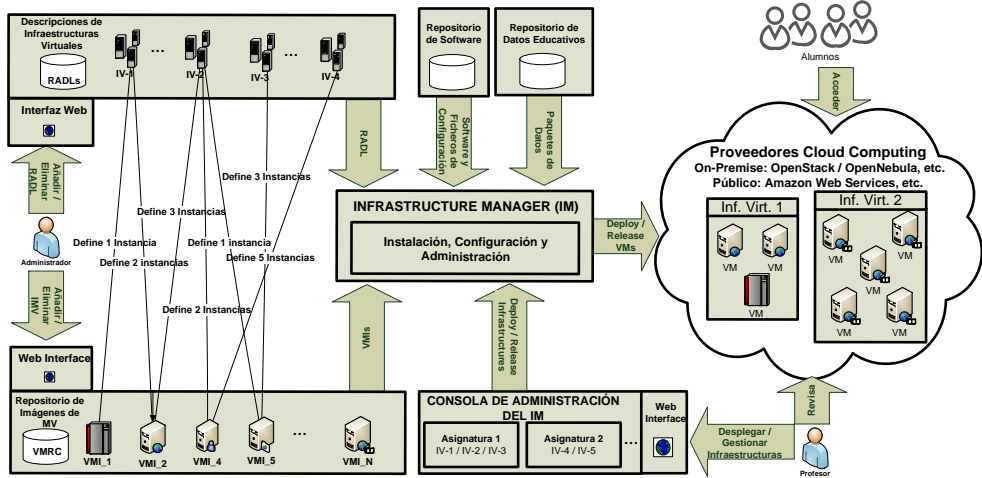 Descripciones de
Infraestructuras
Virtuales
RADLs
IV-1
...
IV-2
...
IV-3
IV-4
Interfaz Web
Añadir /
Eliminar
RADL
Administrador
Añadir /
Eliminar
IMV
Web Interface
Repositorio de
Imágenes de
MV
VMRC
VMI_1
VMI_2
VMI_4
VMI_5
...
VMI_N
Define 3 Instancias
Define 3 Instancias
Define 1 Instancia
Define 1 instancia
Define 2 instancias
Define 5 Instancias
Define 2 Instancias
RADL
VMIs
Repositorio
de Software
Software y
Ficheros de
Configuración
Repositorio de
Datos Educativos
Paquetes de
Datos
INFRASTRUCTURE MANAGER (IM)
Instalación, Configuración y
Administración
Deploy /
Release
VMs
Deploy / Release
Infrastructures
CONSOLA DE ADMINISTRACIÓN
DEL IM
Asignatura 1
IV-1 / IV-2 / IV-3
Asignatura 2
IV-4 / IV-5
...
Web
Interface
Alumnos
Acceder
Proveedores Cloud Computing
On-Premise: OpenStack / OpenNebula, etc.
Público: Amazon Web Services, etc.
Inf. Virt. 1
VM
VM
VM
Inf. Virt. 2
VM
VM
VM
VM
VM
Revisa
Desplegar /
Gestionar
Infraestructuras
Profesor